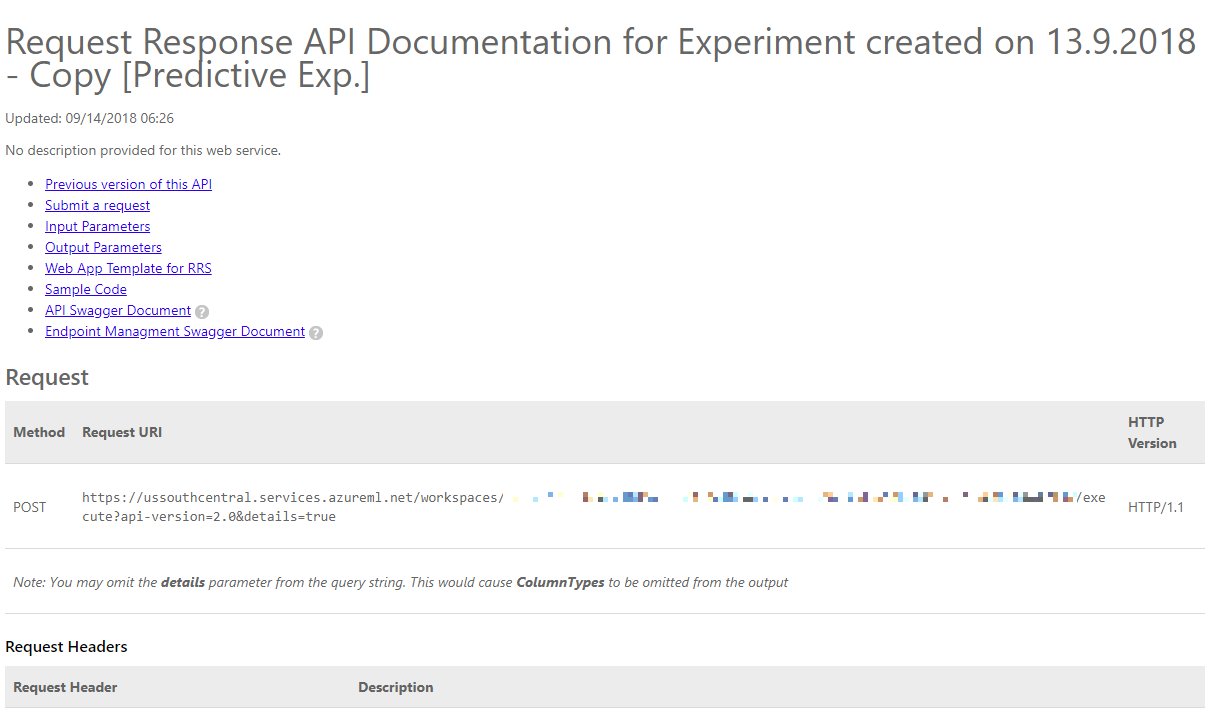 Request Response API Documentation for Experiment created on 13.9.2018
- Copy [Predictive Exp.]
Updated: 09/14/2018 06:26
No description provided for this web service.
Previous version of this API
Submit a request
Input Parameters
Output Parameters
Web App Template for RRS
Sample Code
API Swagger Document ?
Endpoint Managment Swagger Document ?
Request
Method Request URI HTTP Version
POST https://ussouthcentral.services.azureml.net/workspaces/ /exe
cute?api-version=2.0&details=true HTTP/1.1
Note: You may omit the details parameter from the query string. This would cause ColumnTypes to be omitted from the output
Request Headers
Request Header Description